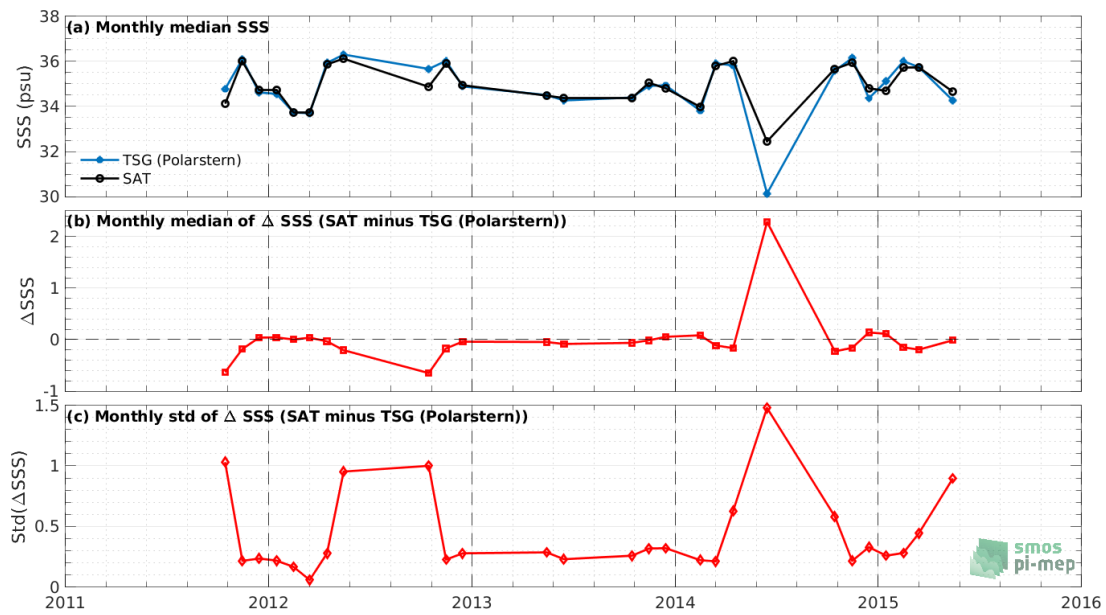 38
(a) Monthly median SSS
36
34
32
30
SSS (psu)
TSG (Polarstern)
SAT
(b) Monthly median of Δ SSS (SAT minus TSG (Polarstern))
2
1
0
-1
ΔSSS
1.5
(c) Monthly std of Δ SSS (SAT minus TSG (Polarstern))
1
0.5
0
Std(ΔSSS)
smos
pi-mep
2011 2012 2013 2014 2015 2016